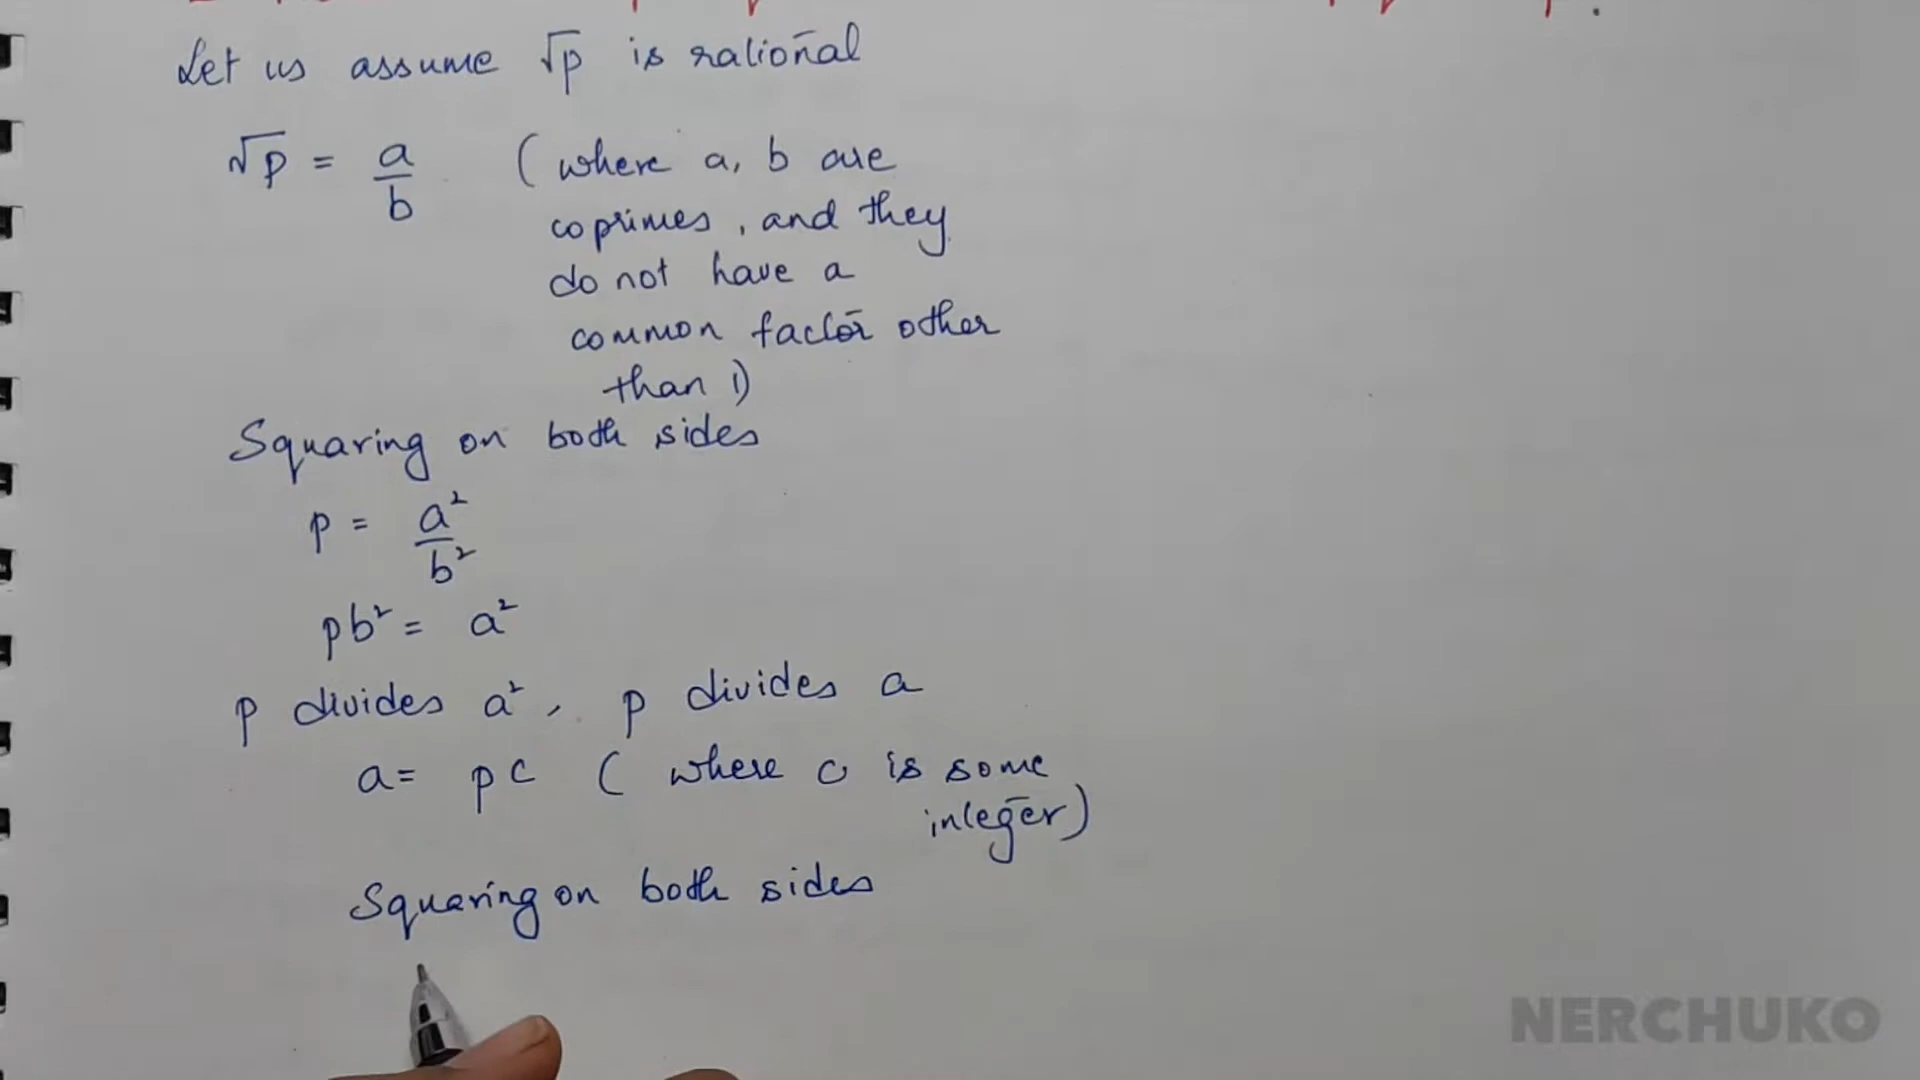 Let us assume √p is rational
√p = a/b (where a, b are
coprimes, and they
do not have a
common factor other
than 1)
Squaring on both sides
p = a²/b²
pb² = a²
p divides a², p divides a
a = pc (where c is some
integer)
Squaring on both sides
NERCHUKO